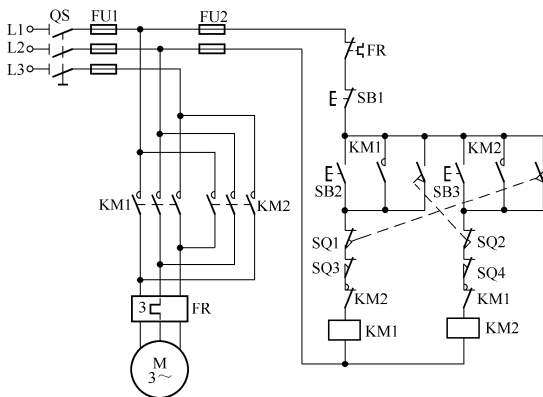 QS FU1 FU2
L1
L2
L3
FR
SB1
KM1 KM2
SB2 SB3
KM1 KM2
SQ1 SQ2
SQ3 SQ4
KM2 KM1
3 FR
KM1 KM2
M
3～